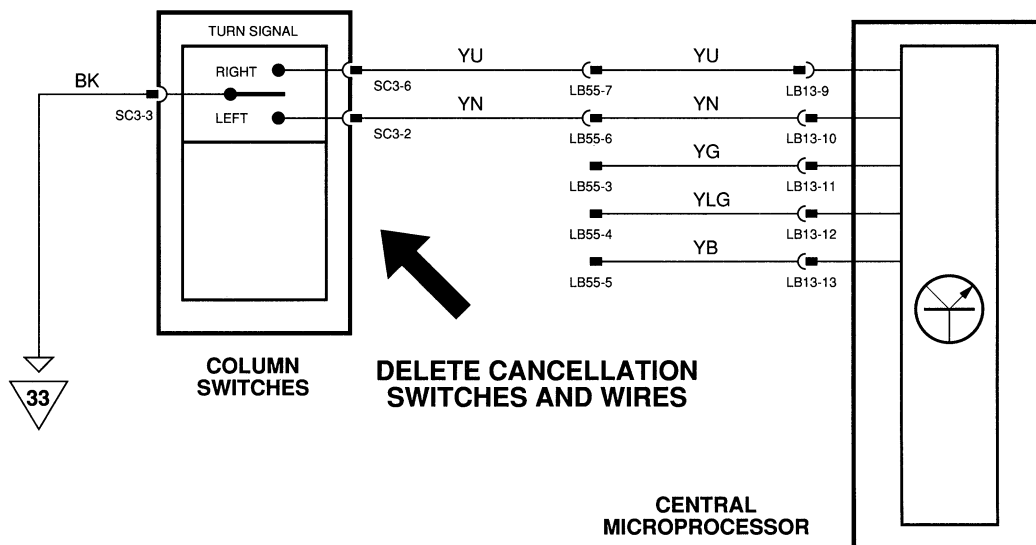 TURN SIGNAL
BK
RIGHT
YU
YU
SC3-3
SC3-6
LB55-7
LB13-9
LEFT
YN
YN
SC3-2
LB55-6
LB13-10
YG
LB55-3
LB13-11
YLG
LB55-4
LB13-12
YB
LB55-5
LB13-13
33
COLUMN
SWITCHES
DELETE CANCELLATION
SWITCHES AND WIRES
CENTRAL
MICROPROCESSOR